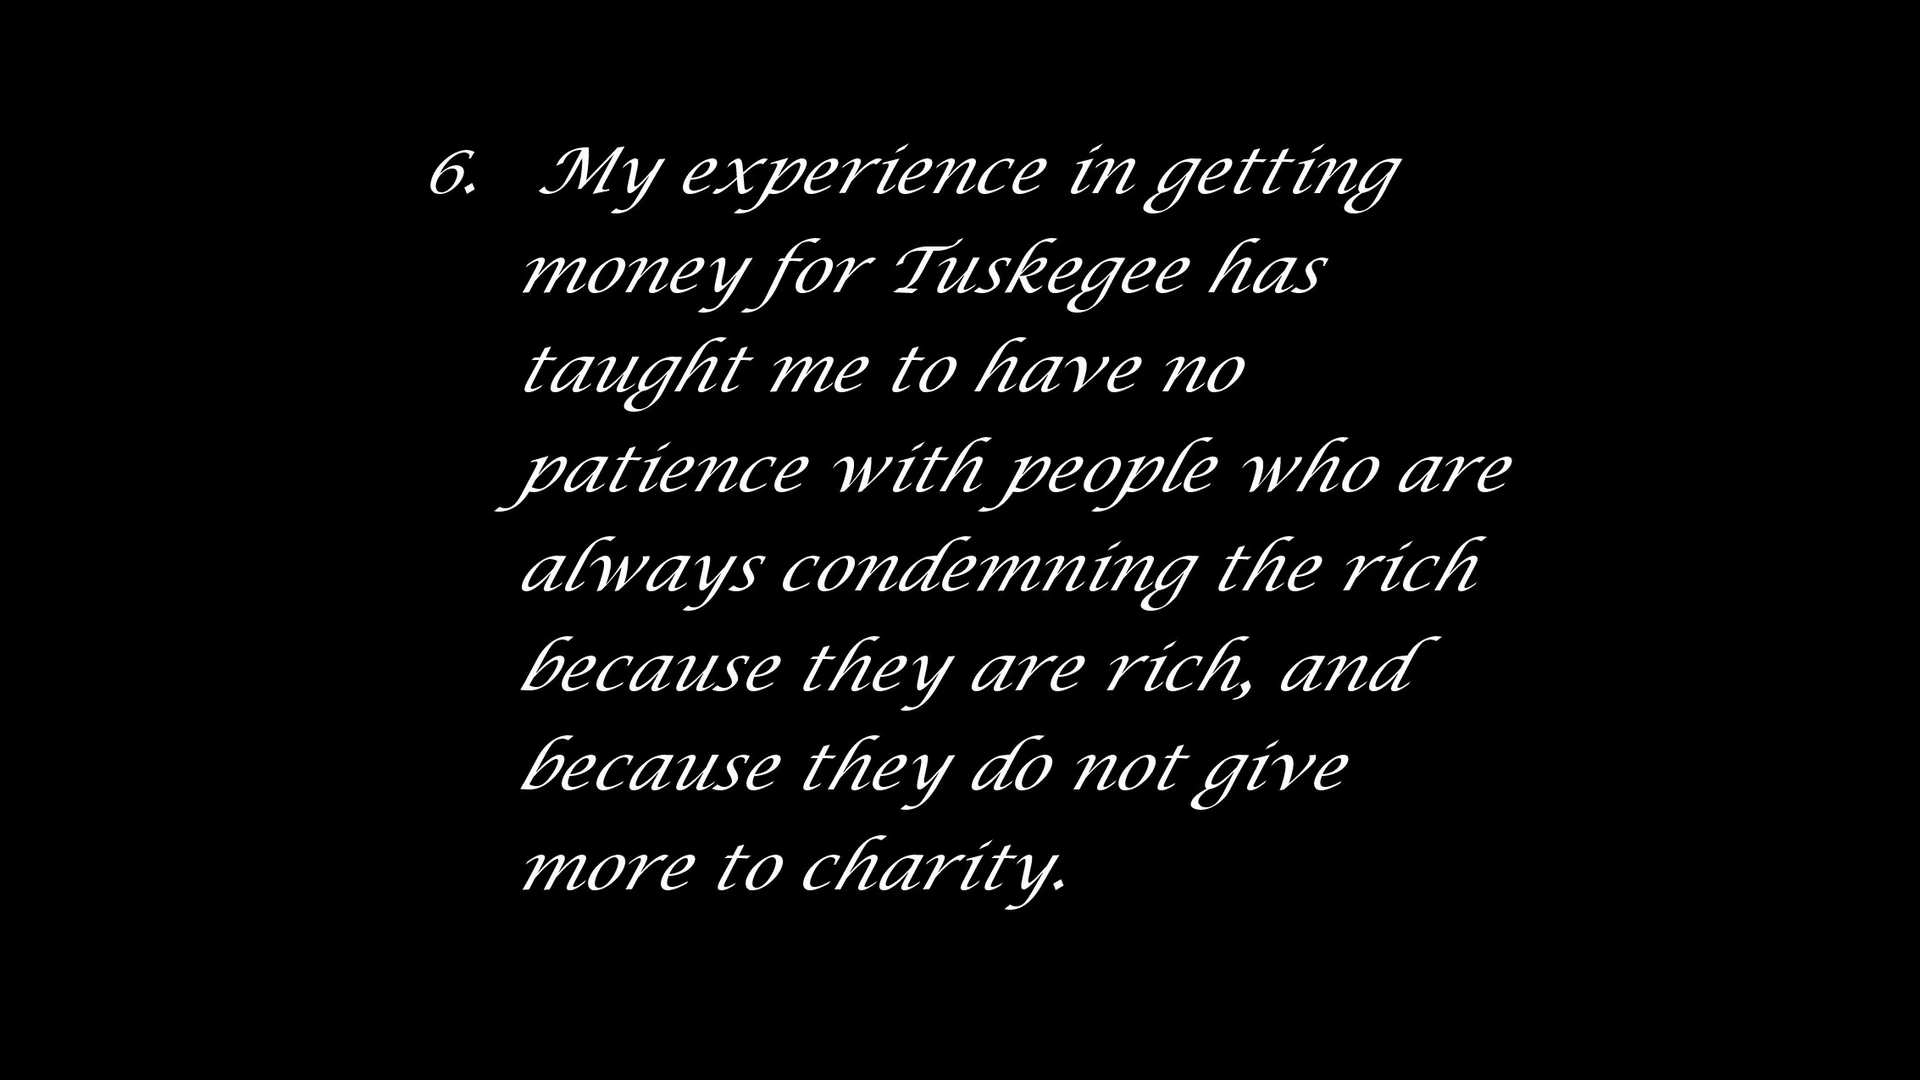 6. My experience in getting
money for Tuskegee has
taught me to have no
patience with people who are
always condemning the rich
because they are rich, and
because they do not give
more to charity.